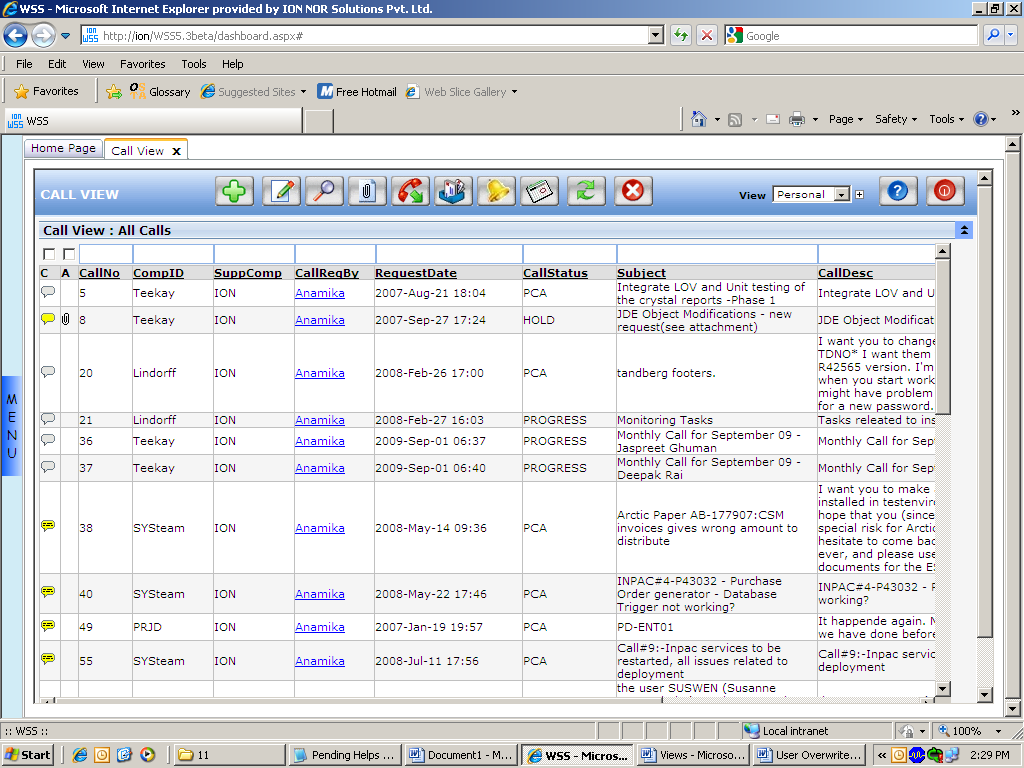 WSS - Microsoft Internet Explorer provided by ION NOR Solutions Pvt. Ltd.
http://ion/WSS5.3beta/dashboard.aspx#
Google
File Edit View Favorites Tools Help
Favorites Glossary Suggested Sites Free Hotmail Web Slice Gallery
ion WSS WSS
Page Safety Tools »
Home Page Call View x
CALL VIEW View Personal
Call View : All Calls
C A CallNo CompID SuppComp CallReqBy RequestDate CallStatus Subject CallDesc
5 Teekay ION Anamika 2007-Aug-21 18:04 PCA Integrate LOV and Unit testing of Integrate LOV and U
the crystal reports -Phase 1
8 Teekay ION Anamika 2007-Sep-27 17:24 HOLD JDE Object Modifications - new JDE Object Modificat
request(see attachment)
I want you to change
TDNO* I want them
R42565 version. I'm
20 Lindorff ION Anamika 2008-Feb-26 17:00 PCA tandberg footers.
when you start work
might have problem
for a new password.
21 Lindorff ION Anamika 2008-Feb-27 16:03 PROGRESS Monitoring Tasks Tasks releated to ins
36 Teekay ION Anamika 2009-Sep-01 06:37 PROGRESS Monthly Call for September 09 - Monthly Call for Sep
Jaspreet Ghuman
37 Teekay ION Anamika 2009-Sep-01 06:40 PROGRESS Monthly Call for September 09 - Monthly Call for Sep
Deepak Rai
I want you to make
installed in testenviro
hope that you (since
38 SYSteam ION Anamika 2008-May-14 09:36 PCA Arctic Paper AB-177907:CSM
invoices gives wrong amount to
distribute
special risk for Arctic
hesitate to come bac
ever, and please use
documents for the ES
40 SYSteam ION Anamika 2008-May-22 17:46 PCA INPAC#4-P43032 - Purchase
Order generator - Database
Trigger not working?
INPAC#4-P43032 - P
working?
49 PRJD ION Anamika 2007-Jan-19 19:57 PCA PD-ENT01 It happende again. N
we have done before
55 SYSteam ION Anamika 2008-Jul-11 17:56 PCA Call#9:-Inpac services to be
restarted, all issues related to
deployment
Call#9:-Inpac servic
deployment
the user SUSWEN (Susanne
M
E
N
U
:: WSS :: Local intranet 100%
Start 11 Pending Helps ... Document1 - M... WSS - Micros... Views - Microso... User Overwrite... « 2:29 PM